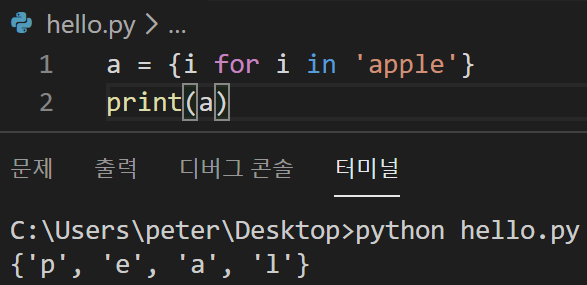 hello.py > ...
1 a = {i for i in 'apple'}
2 print(a)
문제 출력 디버그 콘솔 터미널
C:\Users\peter\Desktop>python hello.py
{'p', 'e', 'a', 'l'}